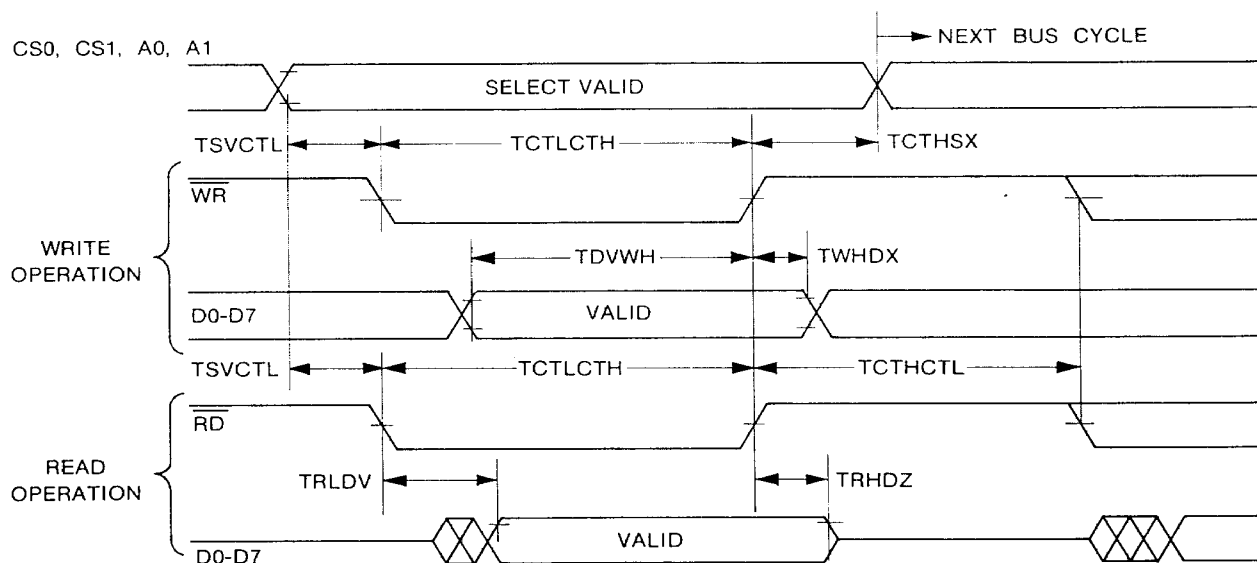 CS0, CS1, A0, A1
NEXT BUS CYCLE
SELECT VALID
TSVCTL
TCTLCTH
TCTHSX
WR
WRITE
OPERATION
TDVWH
TWHDX
D0-D7
VALID
TSVCTL
TCTLCTH
TCTHCTL
RD
READ
OPERATION
TRLDV
TRHDZ
D0-D7
VALID